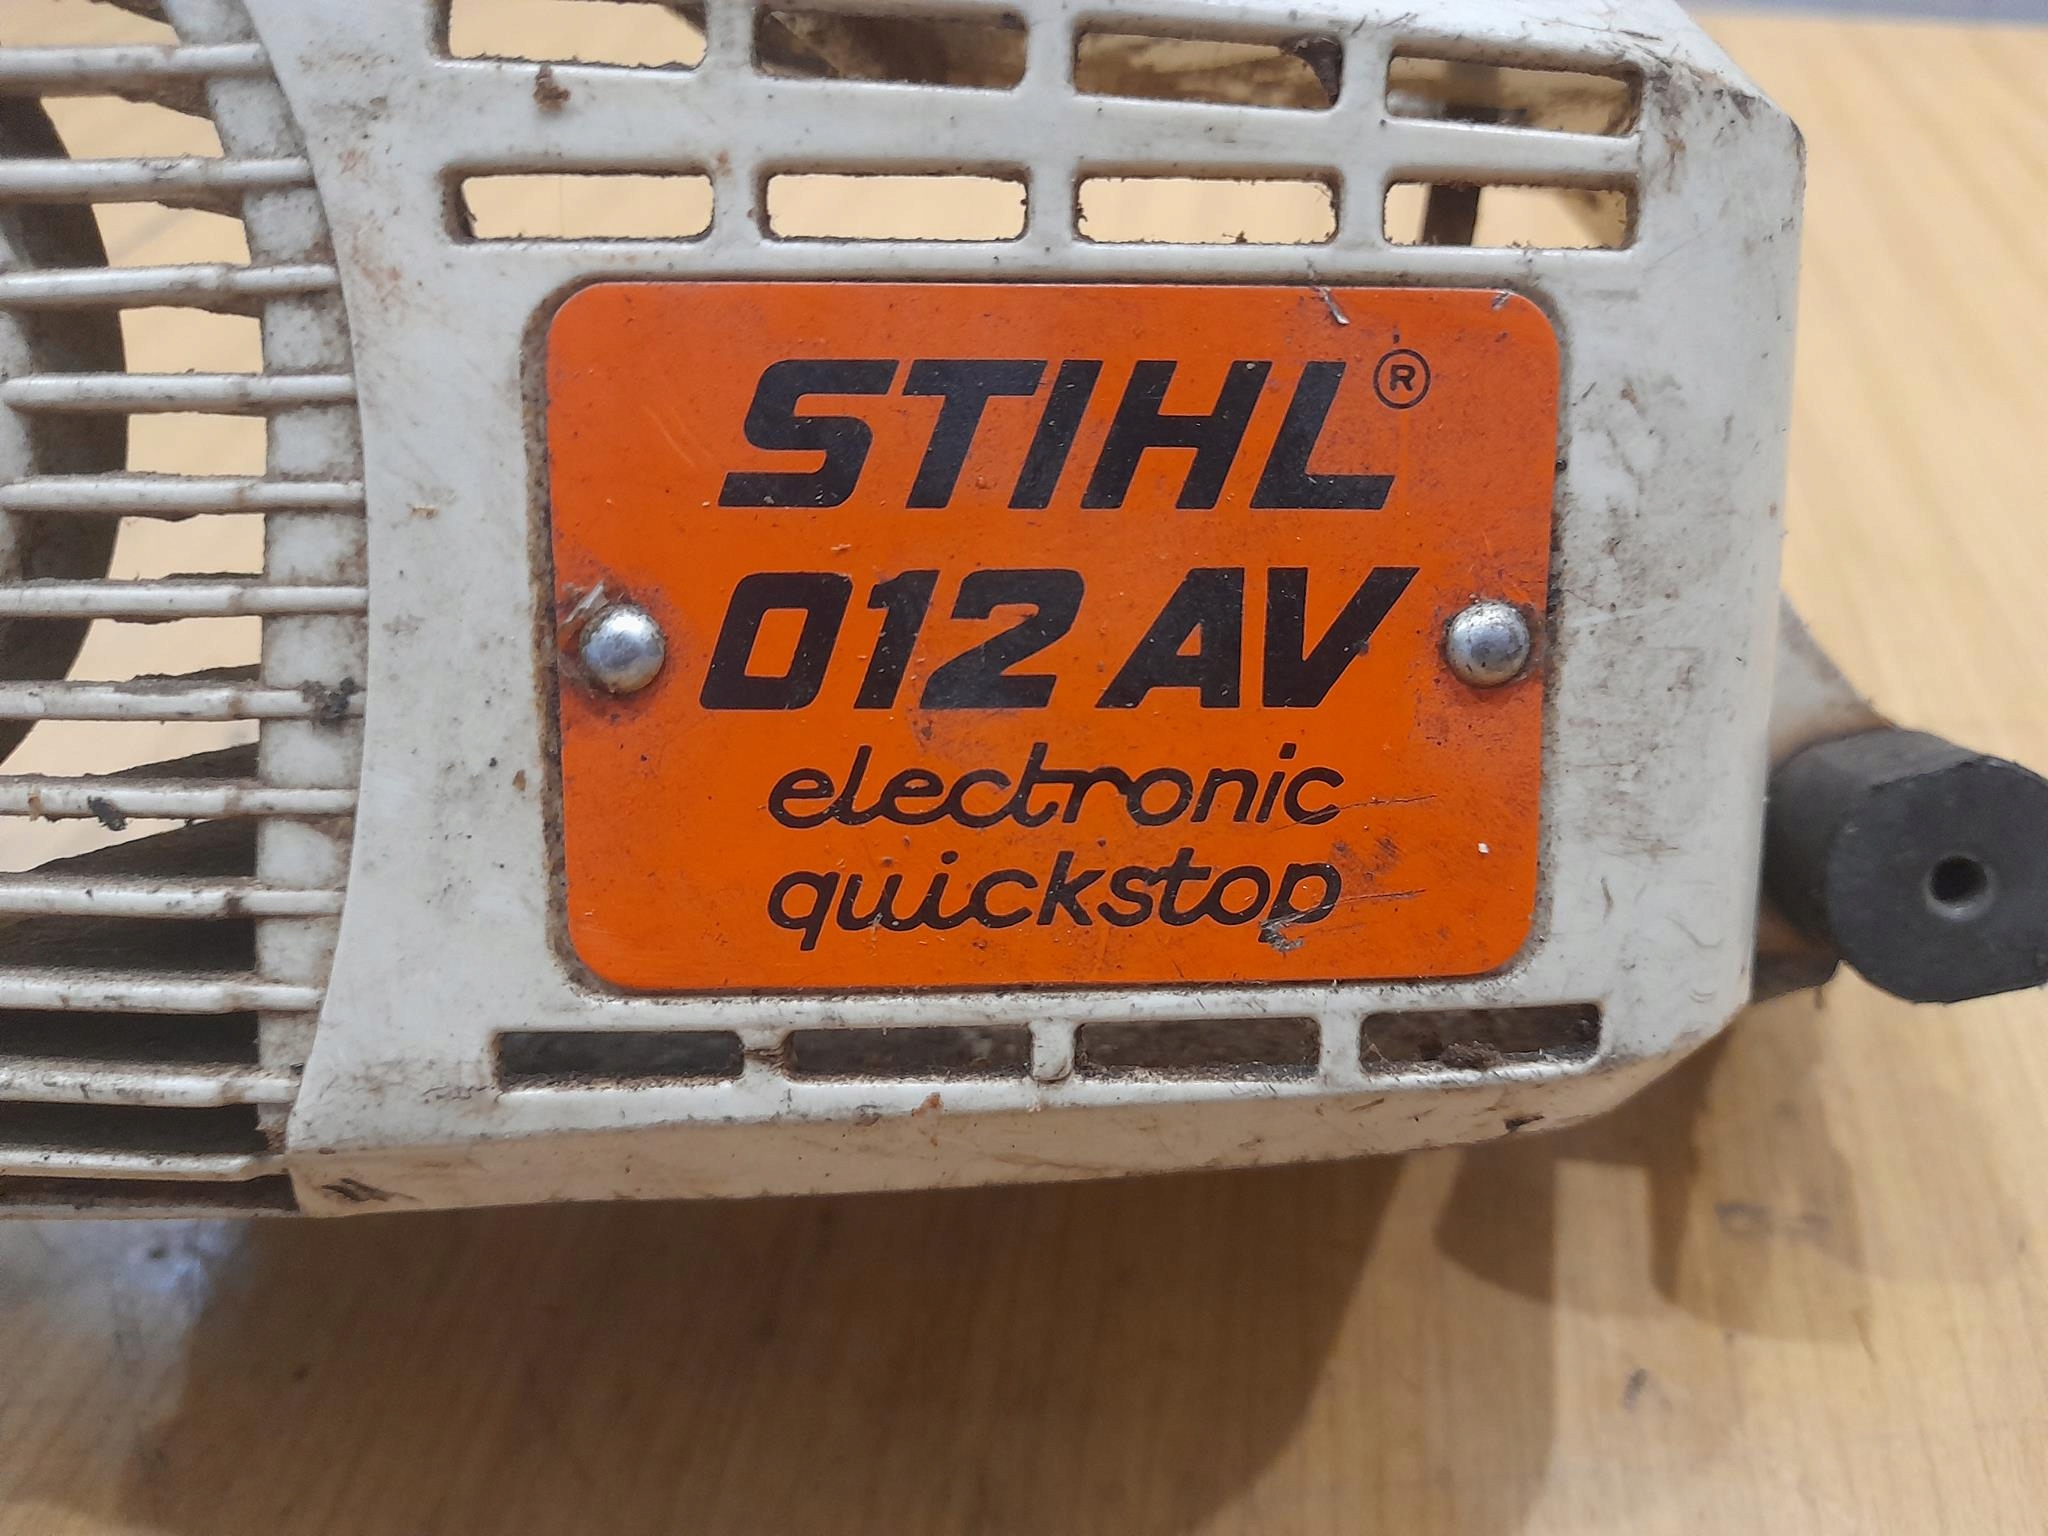 STIHL®
012 AV
electronic
quickstop